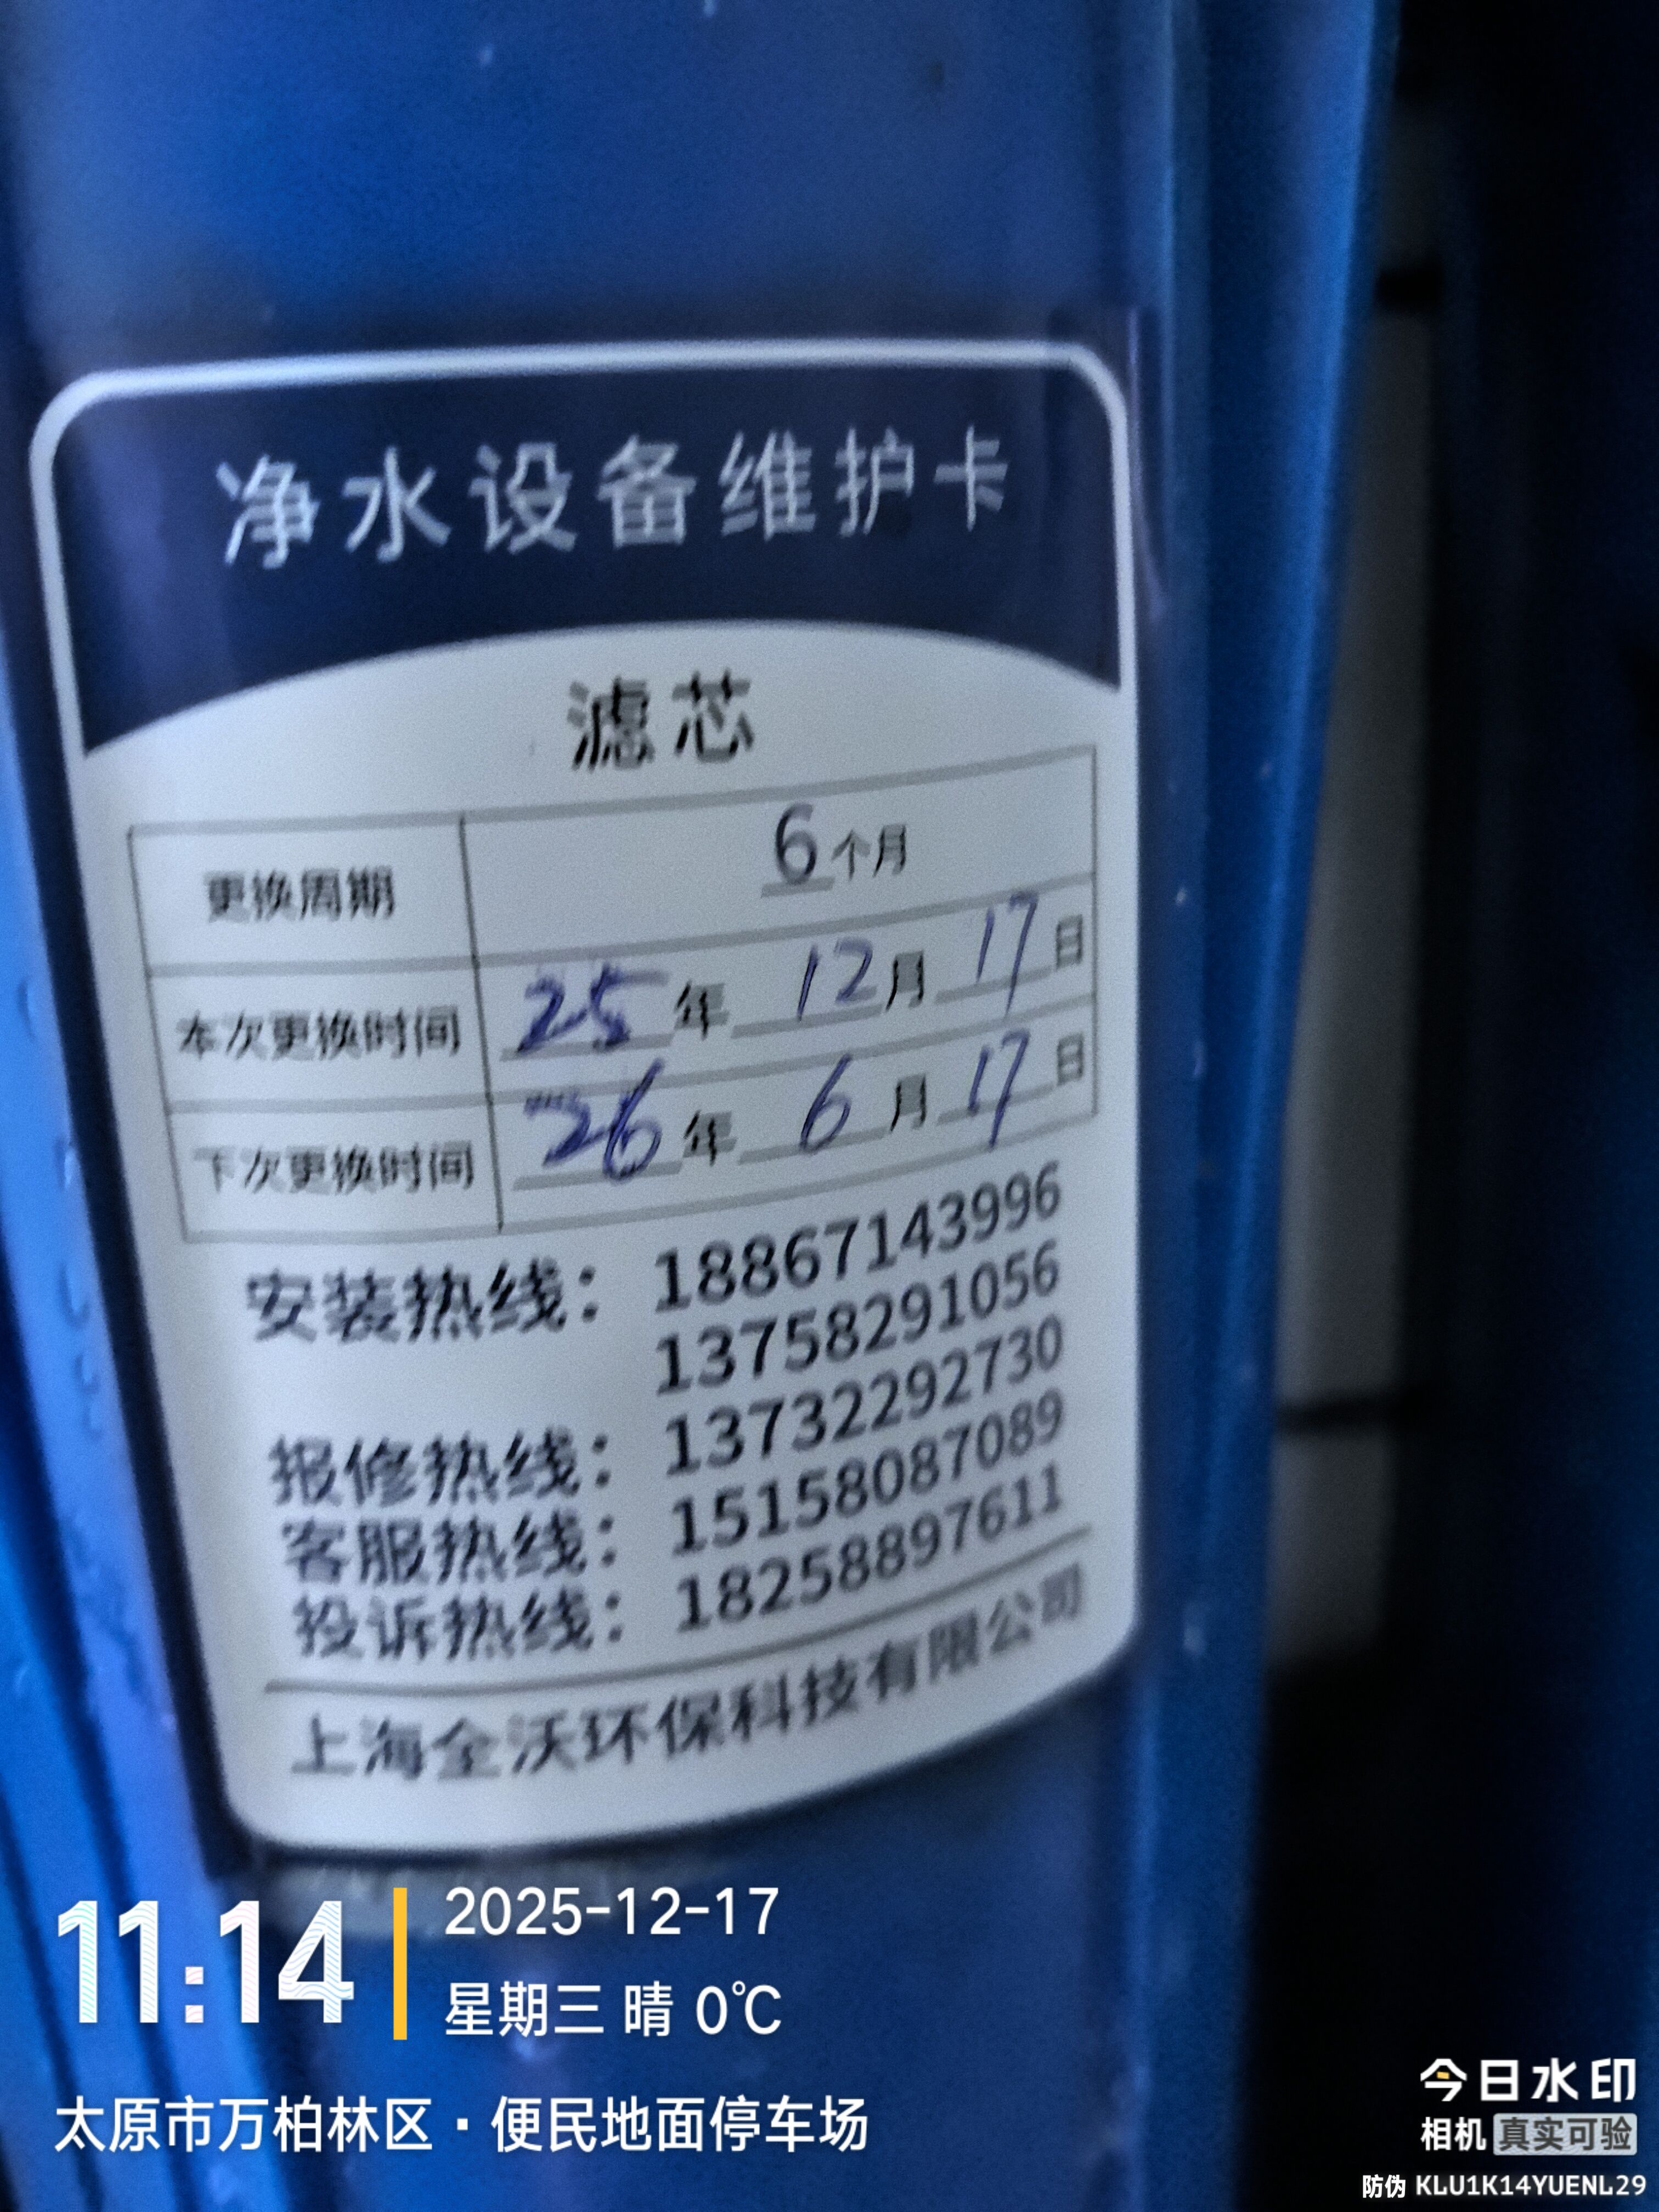 净水设备维护卡
滤芯
更换周期 6个月
本次更换时间 25年12月17日
下次更换时间 26年6月17日
安装热线：18867143996
13758291056
报修热线：13732292730
客服热线：15158087089
投诉热线：18258897611
上海全沃环保科技有限公司
11:14
2025-12-17
星期三 晴 0℃
太原市万柏林区·便民地面停车场
今日水印
相机 真实可验
防伪 KLU1K14YUENL29